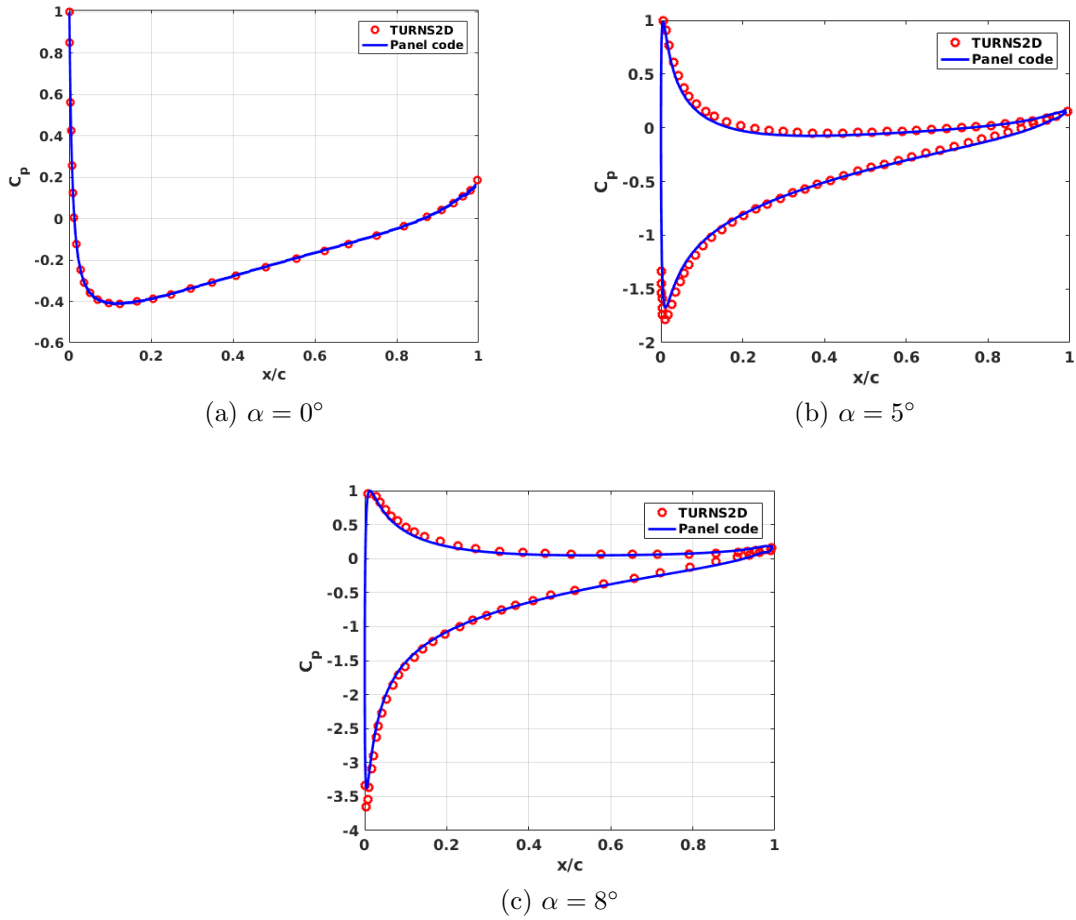 1
0.8
0.6
0.4
0.2
0
-0.2
-0.4
-0.6
C_p
0 0.2 0.4 0.6 0.8 1
x/c
TURNS2D
Panel code
(a) α = 0°
1
0.5
0
-0.5
-1
-1.5
-2
C_p
0 0.2 0.4 0.6 0.8 1
x/c
TURNS2D
Panel code
(b) α = 5°
1
0.5
0
-0.5
-1
-1.5
-2
-2.5
-3
-3.5
-4
C_p
0 0.2 0.4 0.6 0.8 1
x/c
TURNS2D
Panel code
(c) α = 8°